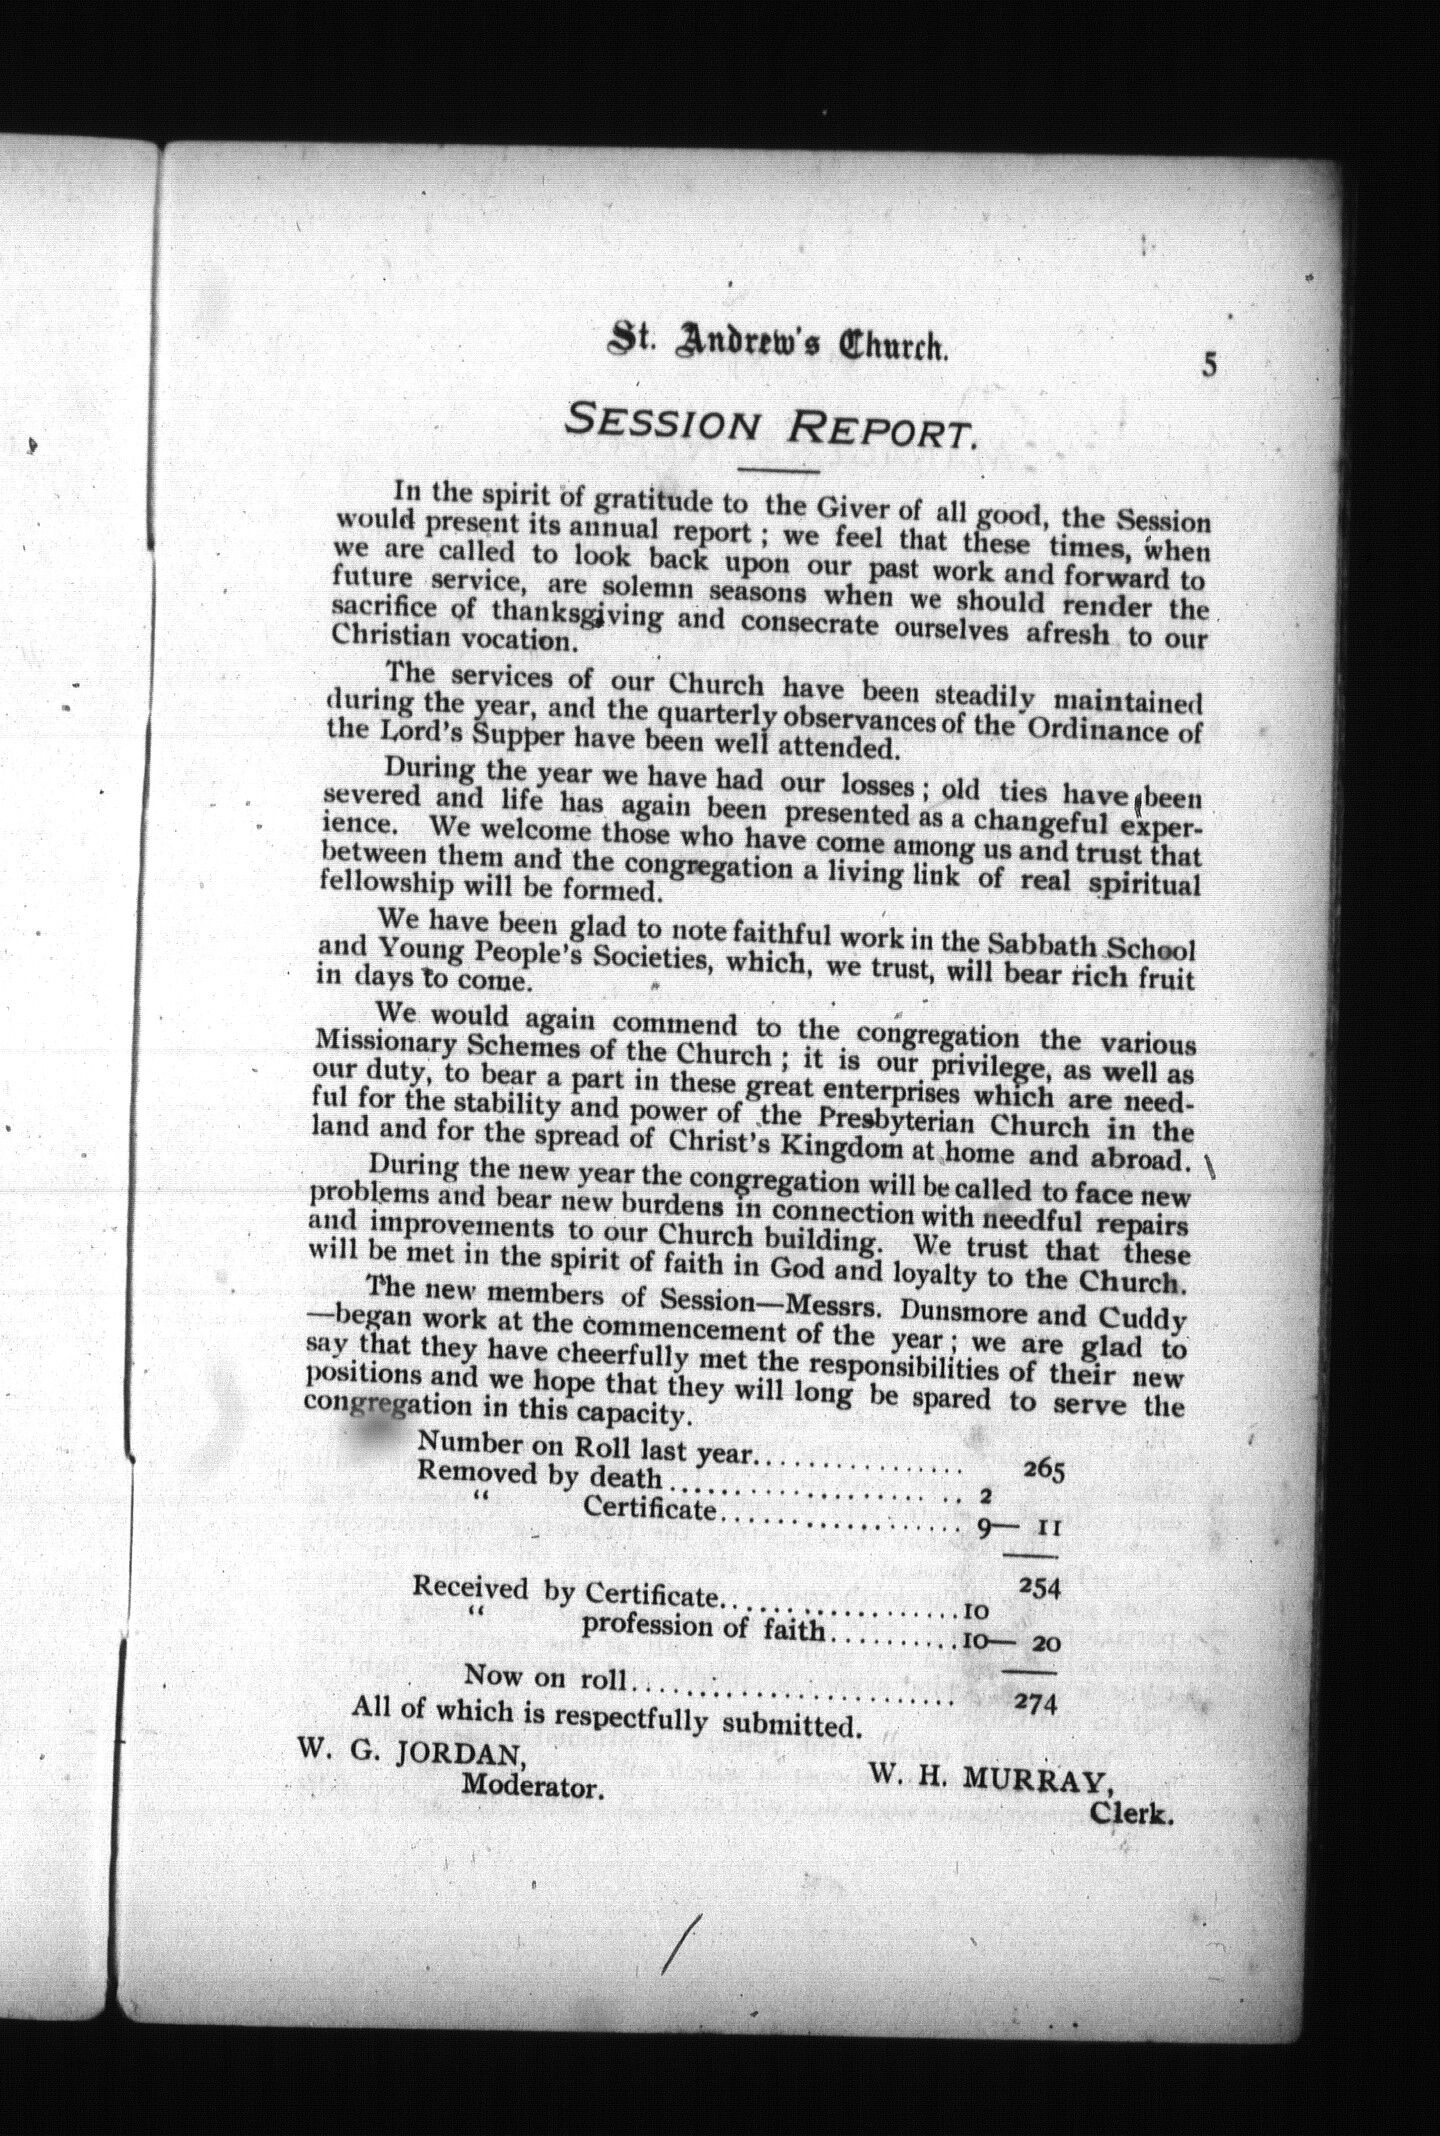 St. Andrew's Church.
5
SESSION REPORT.
In the spirit of gratitude to the Giver of all good, the Session
would present its annual report ; we feel that these times, when
we are called to look back upon our past work and forward to
future service, are solemn seasons when we should render the
sacrifice of thanksgiving and consecrate ourselves afresh to our
Christian vocation.
The services of our Church have been steadily maintained
during the year, and the quarterly observances of the Ordinance of
the Lord's Supper have been well attended.
During the year we have had our losses ; old ties have been
severed and life has again been presented as a changeful exper-
ience. We welcome those who have come among us and trust that
between them and the congregation a living link of real spiritual
fellowship will be formed.
We have been glad to note faithful work in the Sabbath School
and Young People's Societies, which, we trust, will bear rich fruit
in days to come.
We would again commend to the congregation the various
Missionary Schemes of the Church ; it is our privilege, as well as
our duty, to bear a part in these great enterprises which are need-
ful for the stability and power of the Presbyterian Church in the
land and for the spread of Christ's Kingdom at home and abroad.
During the new year the congregation will be called to face new
problems and bear new burdens in connection with needful repairs
and improvements to our Church building. We trust that these
will be met in the spirit of faith in God and loyalty to the Church.
The new members of Session—Messrs. Dunsmore and Cuddy
—began work at the commencement of the year ; we are glad to
say that they have cheerfully met the responsibilities of their new
positions and we hope that they will long be spared to serve the
congregation in this capacity.
Number on Roll last year................ 265
Removed by death...................... 2
“ Certificate................... 9— 11
254
Received by Certificate...................10
“ profession of faith..........10— 20
Now on roll......................... 274
All of which is respectfully submitted.
W. G. JORDAN,
Moderator.
W. H. MURRAY,
Clerk.